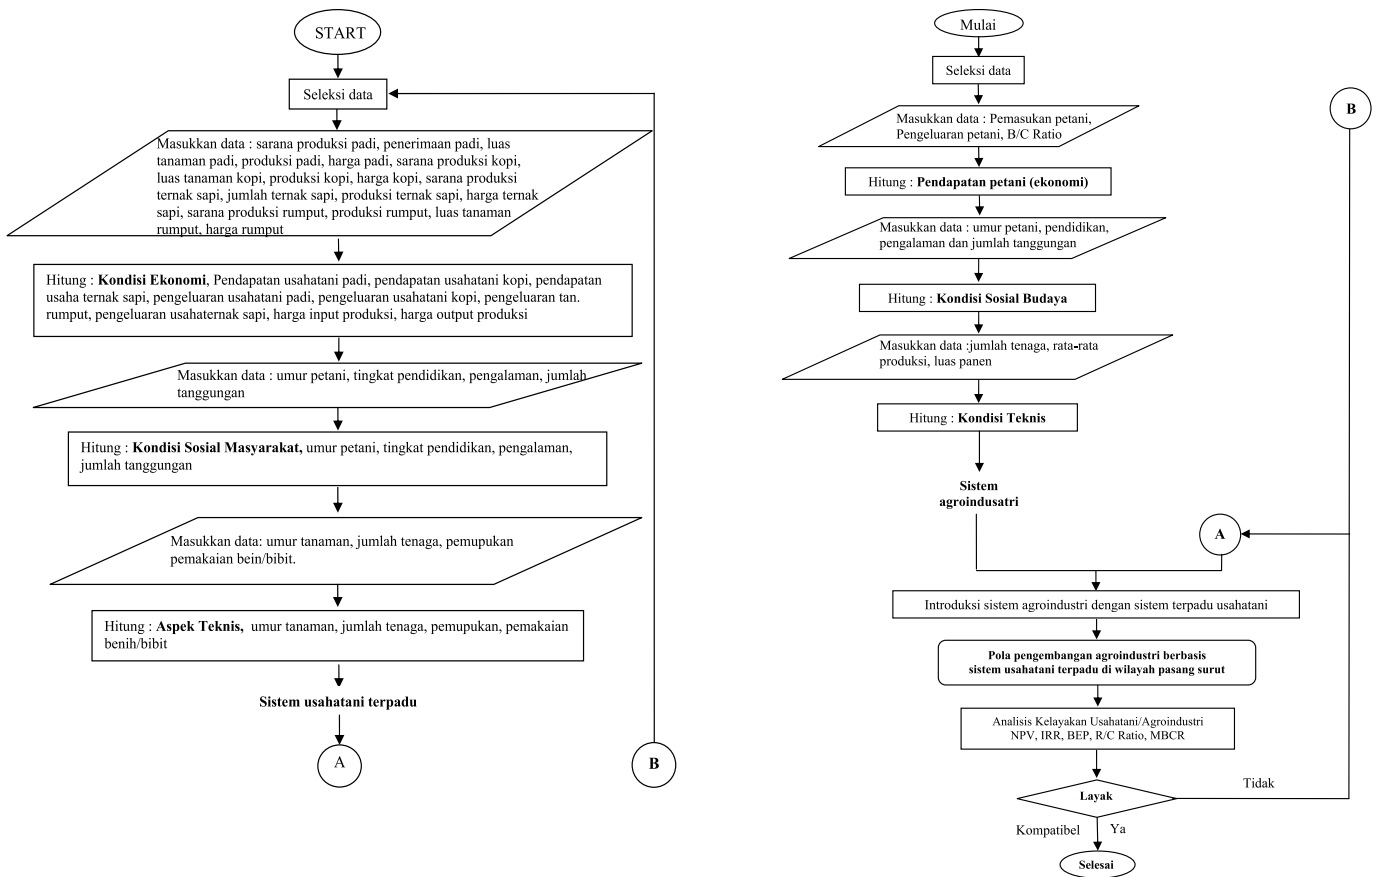 START
Seleksi data
Masukkan data : sarana produksi padi, penerimaan padi, luas
tanaman padi, produksi padi, harga padi, sarana produksi kopi,
luas tanaman kopi, produksi kopi, harga kopi, sarana produksi
ternak sapi, jumlah ternak sapi, produksi ternak sapi, harga ternak
sapi, sarana produksi rumput, produksi rumput, luas tanaman
rumput, harga rumput
Hitung : Kondisi Ekonomi, Pendapatan usahatani padi, pendapatan usahatani kopi, pendapatan
usaha ternak sapi, pengeluaran usahatani padi, pengeluaran usahatani kopi, pengeluaran tan.
rumput, pengeluaran usahaternak sapi, harga input produksi, harga output produksi
Masukkan data : umur petani, tingkat pendidikan, pengalaman, jumlah
tanggungan
Hitung : Kondisi Sosial Masyarakat, umur petani, tingkat pendidikan, pengalaman,
jumlah tanggungan
Masukkan data: umur tanaman, jumlah tenaga, pemupukan
pemakaian bein/bibit.
Hitung : Aspek Teknis, umur tanaman, jumlah tenaga, pemupukan, pemakaian
benih/bibit
Sistem usahatani terpadu
A
B
Mulai
Seleksi data
Masukkan data : Pemasukan petani,
Pengeluaran petani, B/C Ratio
Hitung : Pendapatan petani (ekonomi)
Masukkan data : umur petani, pendidikan,
pengalaman dan jumlah tanggungan
Hitung : Kondisi Sosial Budaya
Masukkan data :jumlah tenaga, rata-rata
produksi, luas panen
Hitung : Kondisi Teknis
Sistem
agroindusatri
B
A
Introduksi sistem agroindustri dengan sistem terpadu usahatani
Pola pengembangan agroindustri berbasis
sistem usahatani terpadu di wilayah pasang surut
Analisis Kelayakan Usahatani/Agroindustri
NPV, IRR, BEP, R/C Ratio, MBCR
Layak
Tidak
Kompatibel
Ya
Selesai